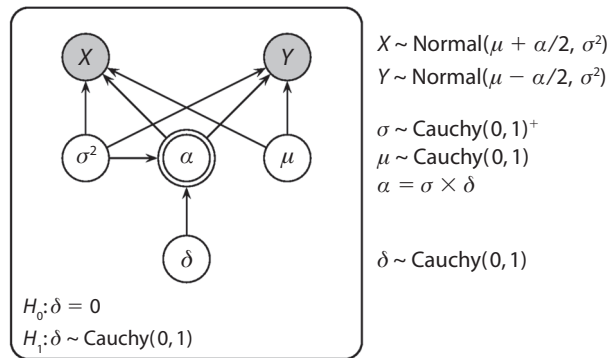 X Y
X ~ Normal(μ + α/2, σ²)
Y ~ Normal(μ − α/2, σ²)
σ ~ Cauchy(0, 1)⁺
σ² α μ
μ ~ Cauchy(0, 1)
α = σ × δ
δ
δ ~ Cauchy(0, 1)
H₀: δ = 0
H₁: δ ~ Cauchy(0, 1)